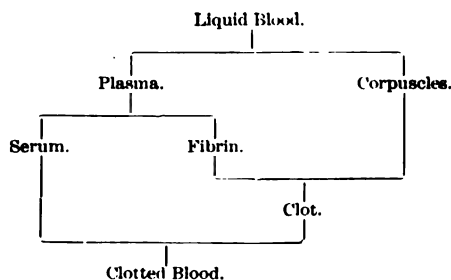 Liquid Blood.
Plasma. Corpuscles.
Serum. Fibrin.
Clot.
Clotted Blood.